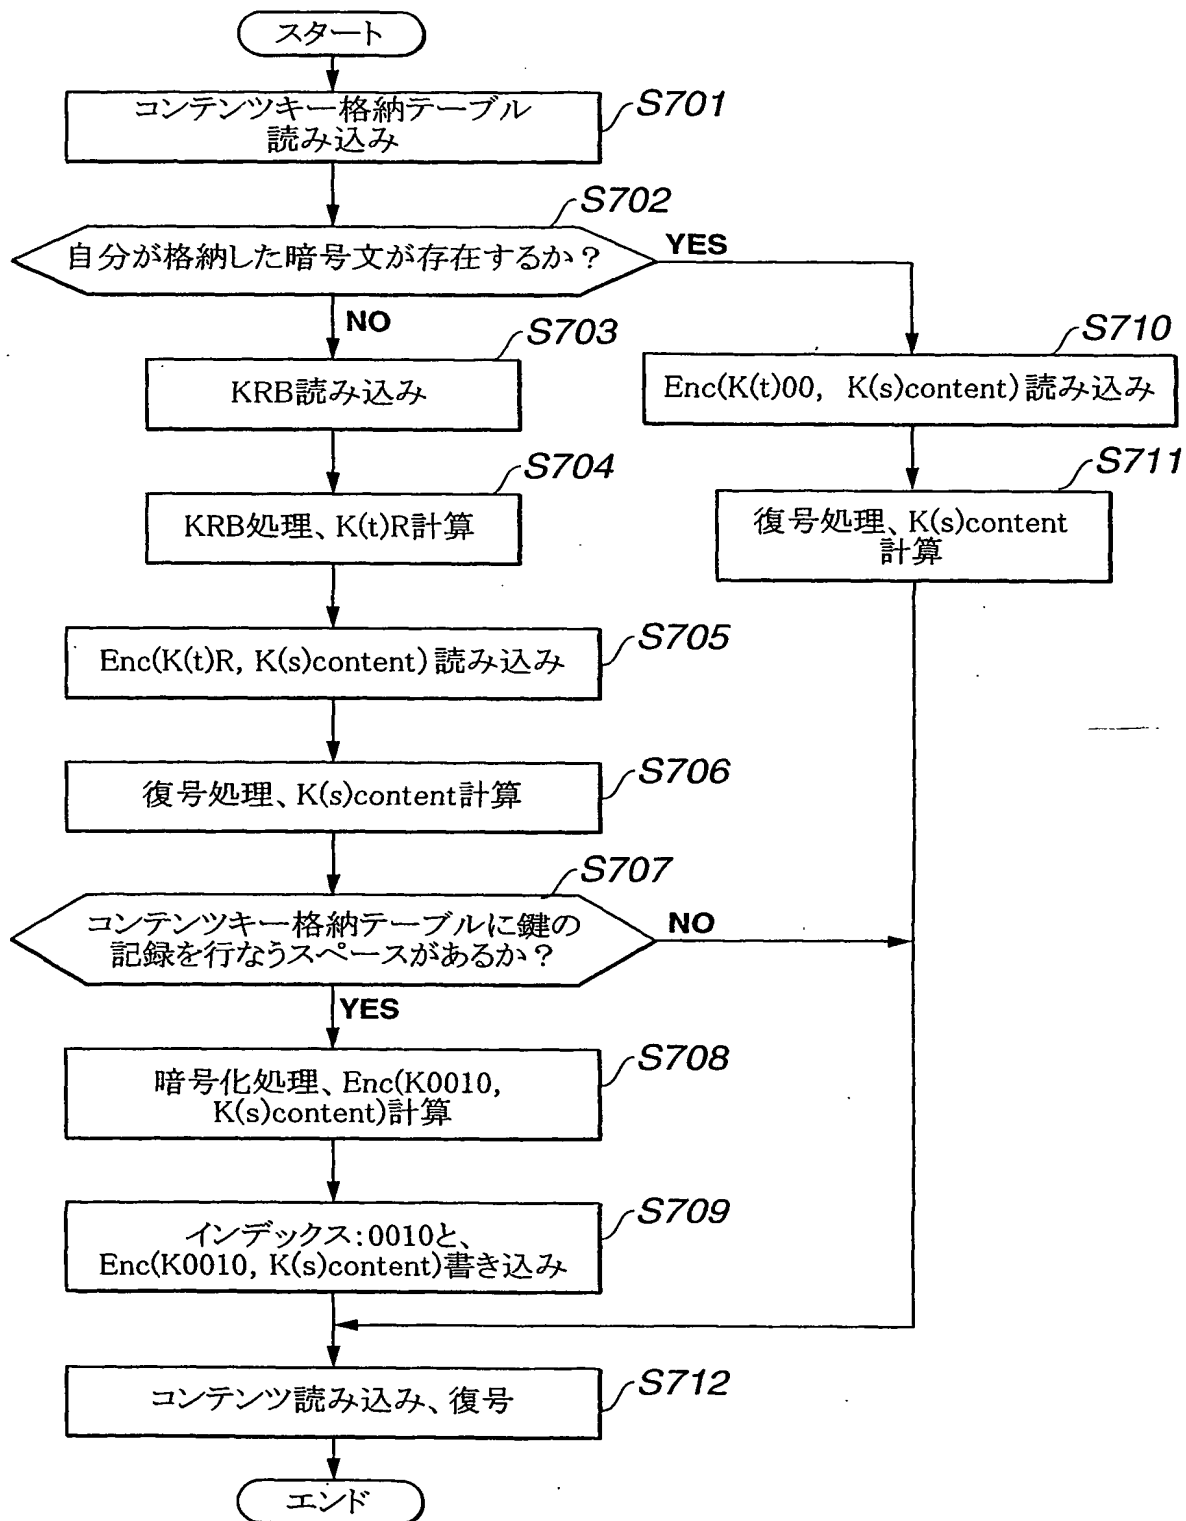 スタート
コンテンツキー格納テーブル
読み込み
S701
自分が格納した暗号文が存在するか？
S702
YES
NO
KRB読み込み
S703
Enc(K(t)00, K(s)content)読み込み
S710
KRB処理、K(t)R計算
S704
復号処理、K(s)content
計算
S711
Enc(K(t)R, K(s)content)読み込み
S705
復号処理、K(s)content計算
S706
コンテンツキー格納テーブルに鍵の
記録を行なうスペースがあるか？
S707
NO
YES
暗号化処理、Enc(K0010,
K(s)content)計算
S708
インデックス:0010と、
Enc(K0010, K(s)content)書き込み
S709
コンテンツ読み込み、復号
S712
エンド